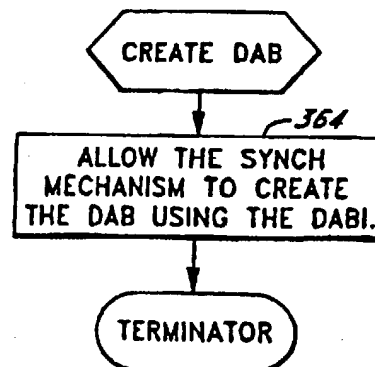 CREATE DAB
364
ALLOW THE SYNCH
MECHANISM TO CREATE
THE DAB USING THE DABI.
TERMINATOR